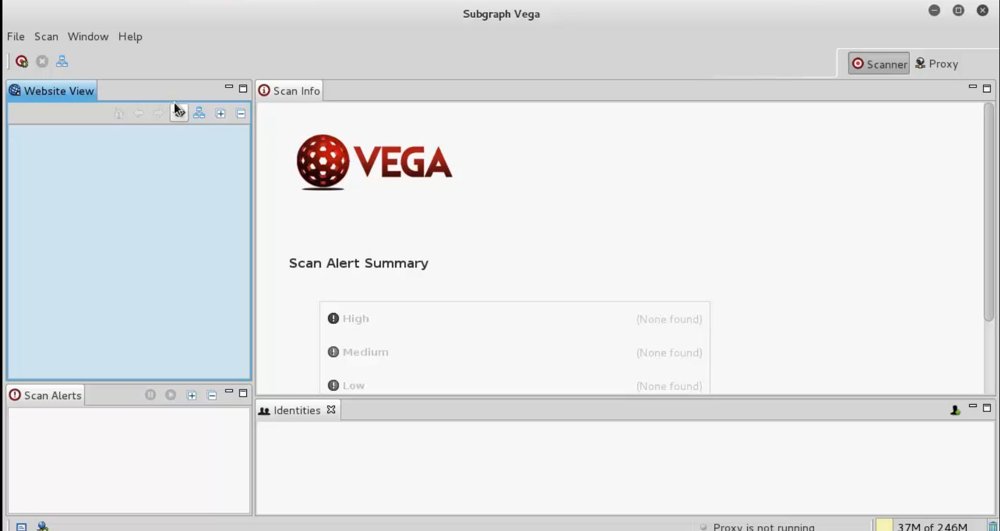 Subgraph Vega
File Scan Window Help
Scanner Proxy
Website View
Scan Info
VEGA
Scan Alert Summary
High (None found)
Medium (None found)
Low (None found)
Scan Alerts
Identities
Proxy is not running 37M of 246M